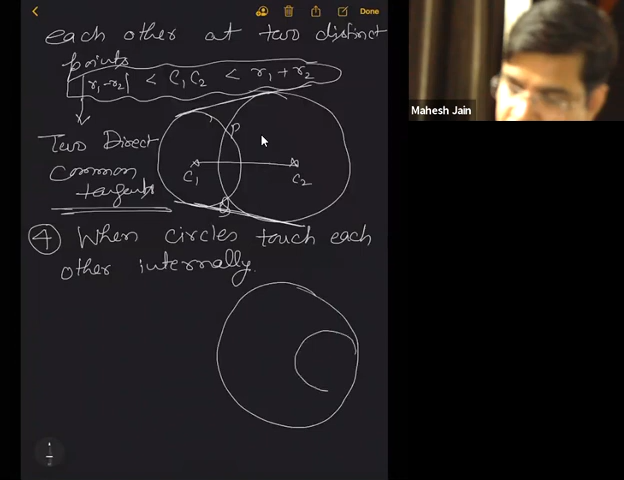 Done
each other at two distinct
points
|r₁-r₂| < C₁C₂ < r₁+r₂
Two Direct
common
tangents
P
C₁
C₂
④ When circles touch each
other internally.
Mahesh Jain